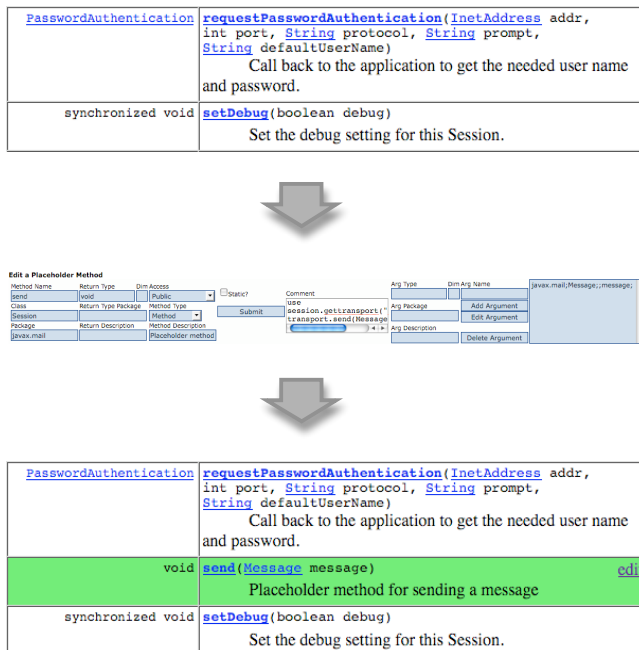 PasswordAuthentication requestPasswordAuthentication(InetAddress addr,
int port, String protocol, String prompt,
String defaultUserName)
Call back to the application to get the needed user name
and password.
synchronized void setDebug(boolean debug)
Set the debug setting for this Session.
Edit a Placeholder Method
Method Name Return Type Dim Access
send void Public
Class Return Type Package Method Type
Session Method
Package Return Description Method Description
javax.mail Placeholder method
Static?
Submit
Comment
use
session.gettransport("
transport.send(Message
Arg Type Dim Arg Name
Arg Package Add Argument
Edit Argument
Arg Description
Delete Argument
javax.mail;Message;;message;
PasswordAuthentication requestPasswordAuthentication(InetAddress addr,
int port, String protocol, String prompt,
String defaultUserName)
Call back to the application to get the needed user name
and password.
void send(Message message) edi
Placeholder method for sending a message
synchronized void setDebug(boolean debug)
Set the debug setting for this Session.